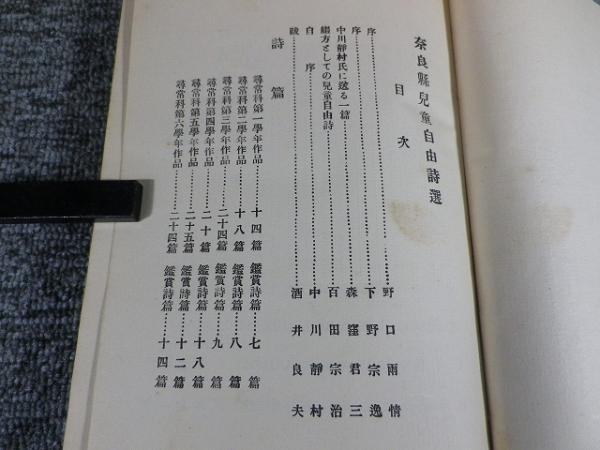 奈良縣兒童自由詩選
目次
序……野口雨情
序……下野宗逸
中川靜村氏に送る一篇……森窪君三
綴方としての兒童自由詩……百田宗治
自序……中川靜村
跋……酒井良夫
詩篇
尋常科第一學年作品……十四篇 鑑賞詩篇……七篇
尋常科第二學年作品……十八篇 鑑賞詩篇……八篇
尋常科第三學年作品……二十四篇 鑑賞詩篇……九篇
尋常科第四學年作品……二十篇 鑑賞詩篇……十八篇
尋常科第五學年作品……二十五篇 鑑賞詩篇……十二篇
尋常科第六學年作品……二十四篇 鑑賞詩篇……十四篇